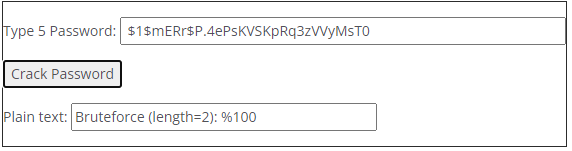 Type 5 Password: $1$mERr$P.4ePsKVSKpRq3zVVyMsT0
Crack Password
Plain text: Bruteforce (length=2): %100